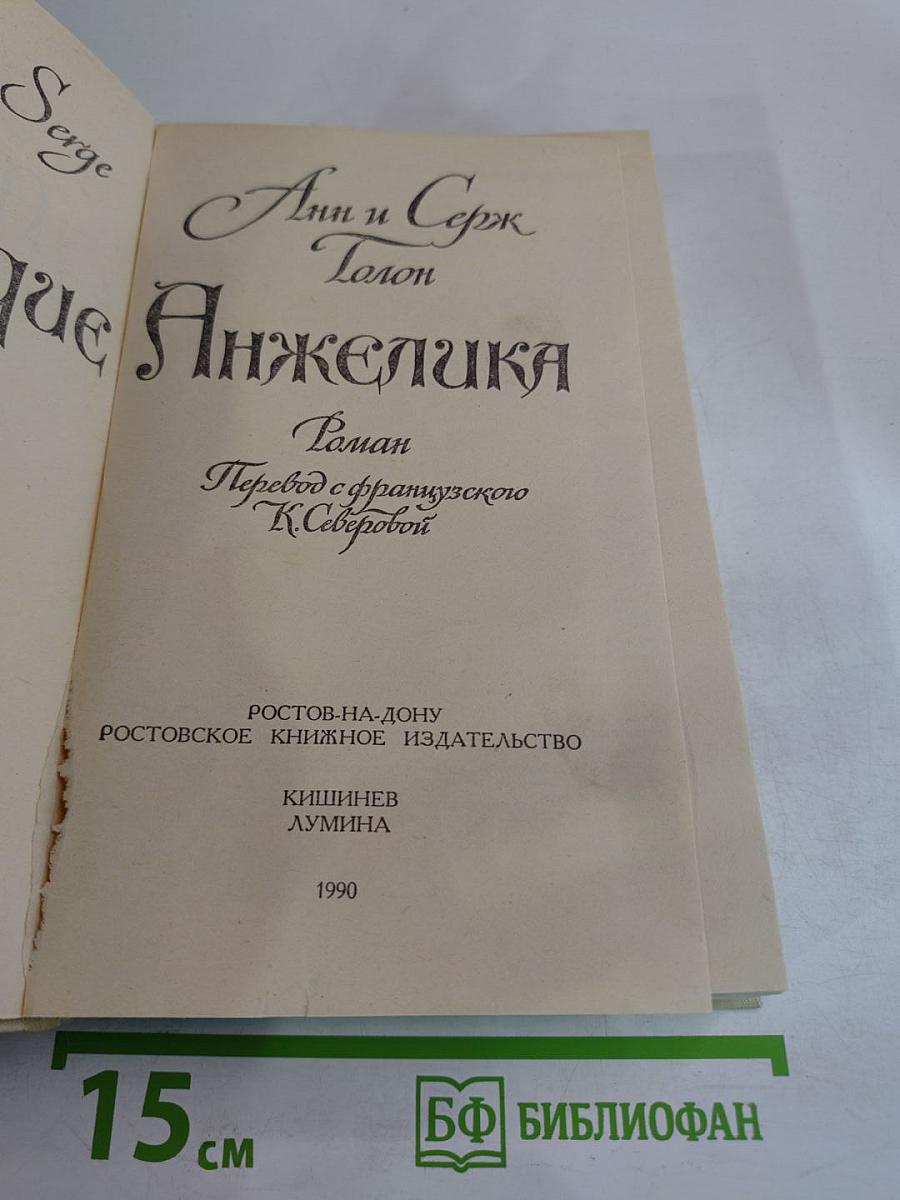 Serge
que
Анн и Серж
Голон
Анжелика
Роман
Перевод с французского
К. Северовой
РОСТОВ-НА-ДОНУ
РОСТОВСКОЕ КНИЖНОЕ ИЗДАТЕЛЬСТВО
КИШИНЕВ
ЛУМИНА
1990
15 см
БФ БИБЛИОФАН